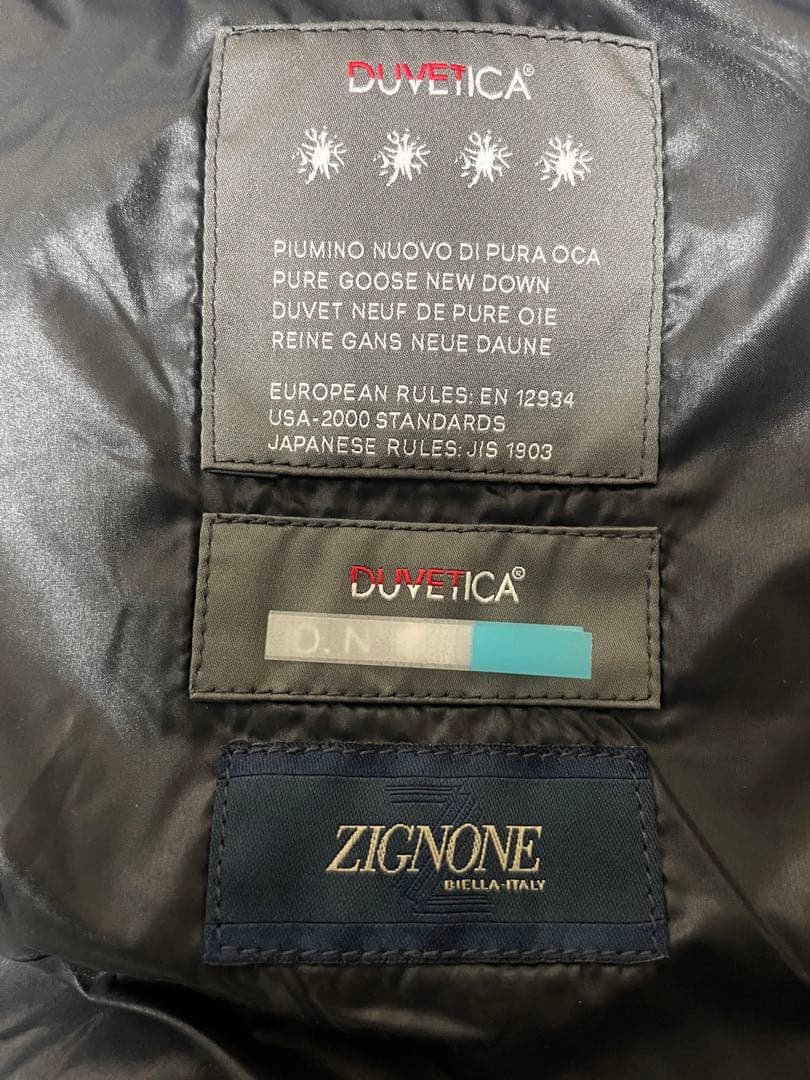 DUVETICA®
PIUMINO NUOVO DI PURA OCA
PURE GOOSE NEW DOWN
DUVET NEUF DE PURE OIE
REINE GANS NEUE DAUNE
EUROPEAN RULES: EN 12934
USA-2000 STANDARDS
JAPANESE RULES: JIS 1903
DUVETICA®
O. N
ZIGNONE
BIELLA-ITALY